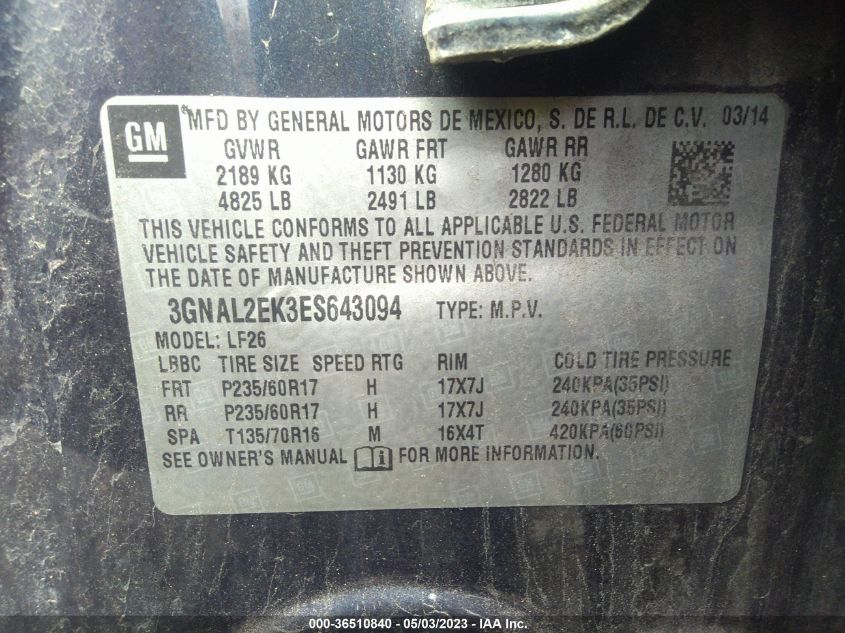 GM
MFD BY GENERAL MOTORS DE MEXICO, S. DE R.L. DE C.V. 03/14
GVWR GAWR FRT GAWR RR
2189 KG 1130 KG 1280 KG
4825 LB 2491 LB 2822 LB
THIS VEHICLE CONFORMS TO ALL APPLICABLE U.S. FEDERAL MOTOR
VEHICLE SAFETY AND THEFT PREVENTION STANDARDS IN EFFECT ON
THE DATE OF MANUFACTURE SHOWN ABOVE.
3GNAL2EK3ES643094 TYPE: M.P.V.
MODEL: LF26
LBBC TIRE SIZE SPEED RTG RIM COLD TIRE PRESSURE
FRT P235/60R17 H 17X7J 240KPA(35PSI)
RR P235/60R17 H 17X7J 240KPA(35PSI)
SPA T135/70R16 M 16X4T 420KPA(60PSI)
SEE OWNER'S MANUAL FOR MORE INFORMATION.
000-36510840 - 05/03/2023 - IAA Inc.